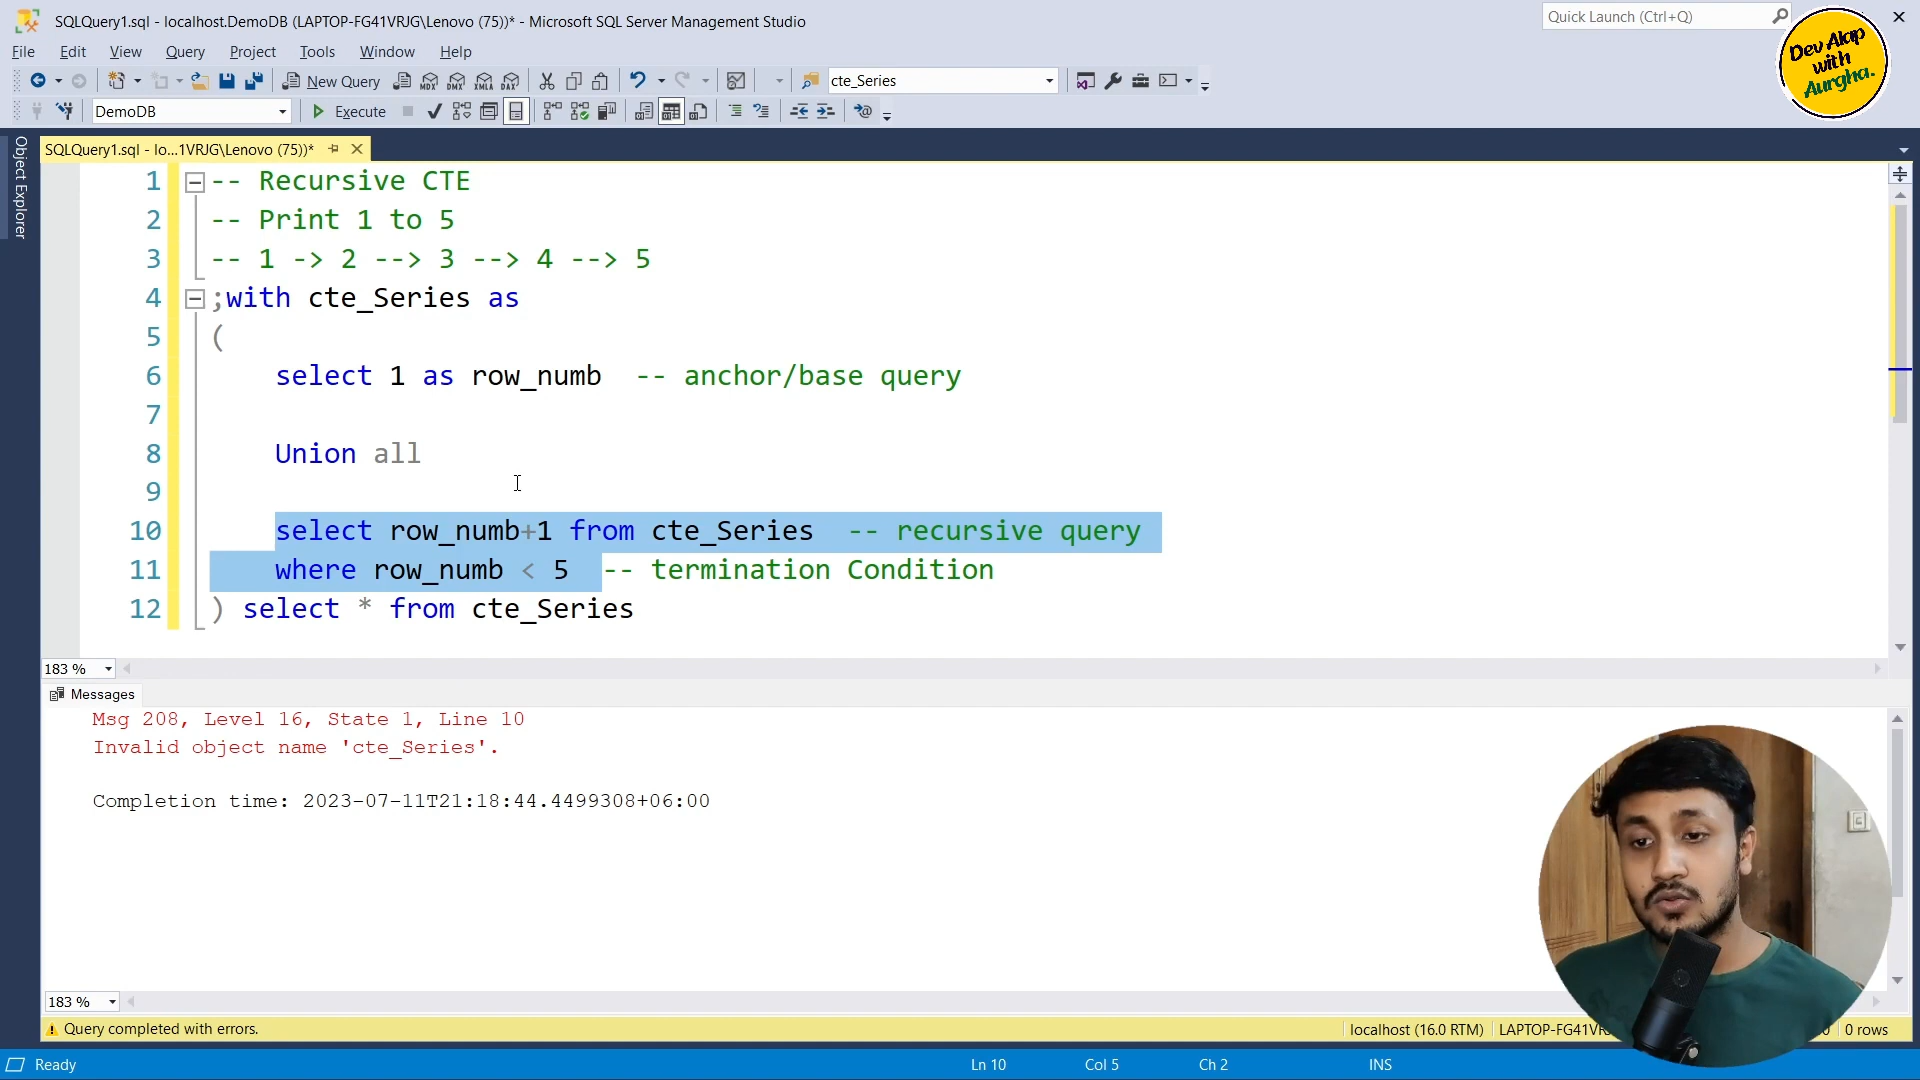 SQLQuery1.sql - localhost.DemoDB (LAPTOP-FG41VRJG\Lenovo (75))* - Microsoft SQL Server Management Studio
Quick Launch (Ctrl+Q)
Dev Alap
with
Aurgha.
File Edit View Query Project Tools Window Help
New Query
MDX DMX XMLA DAX
cte_Series
DemoDB
Execute
Object Explorer
SQLQuery1.sql - lo...1VRJG\Lenovo (75))*
1 -- Recursive CTE
2 -- Print 1 to 5
3 -- 1 -> 2 --> 3 --> 4 --> 5
4 ;with cte_Series as
5 (
6 select 1 as row_numb -- anchor/base query
7
8 Union all
9
10 select row_numb+1 from cte_Series -- recursive query
11 where row_numb < 5 -- termination Condition
12 ) select * from cte_Series
183 %
Messages
Msg 208, Level 16, State 1, Line 10
Invalid object name 'cte_Series'.
Completion time: 2023-07-11T21:18:44.4499308+06:00
183 %
Query completed with errors.
localhost (16.0 RTM)
0 rows
Ready
Ln 10
Col 5
Ch 2
INS